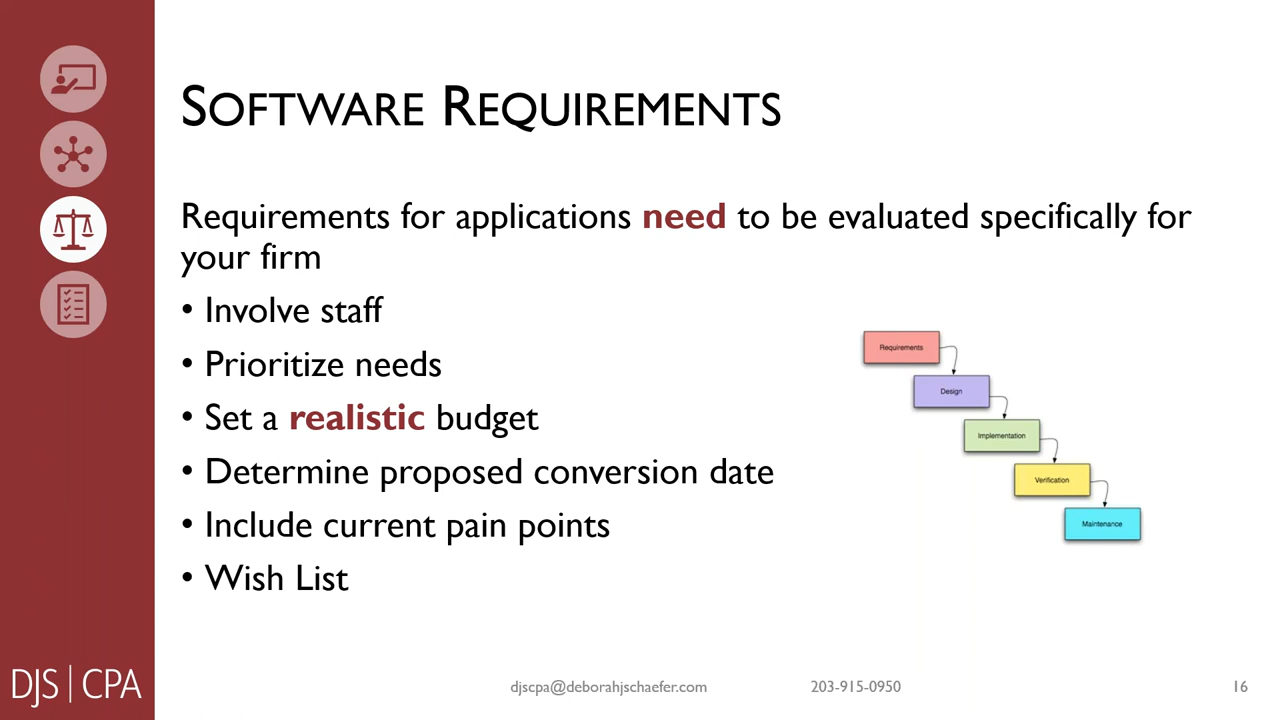 SOFTWARE REQUIREMENTS
Requirements for applications need to be evaluated specifically for
your firm
• Involve staff
• Prioritize needs
• Set a realistic budget
• Determine proposed conversion date
• Include current pain points
• Wish List
Requirements
Design
Implementation
Verification
Maintenance
DJS|CPA
djscpa@deborahjschaefer.com
203-915-0950
16